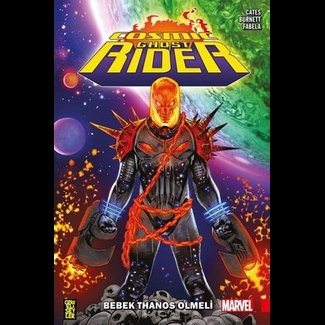 CATES
BURNETT
FABELA
COSMIC
GHOST
RIDER
BEBEK THANOS ÖLMELİ
MARVEL